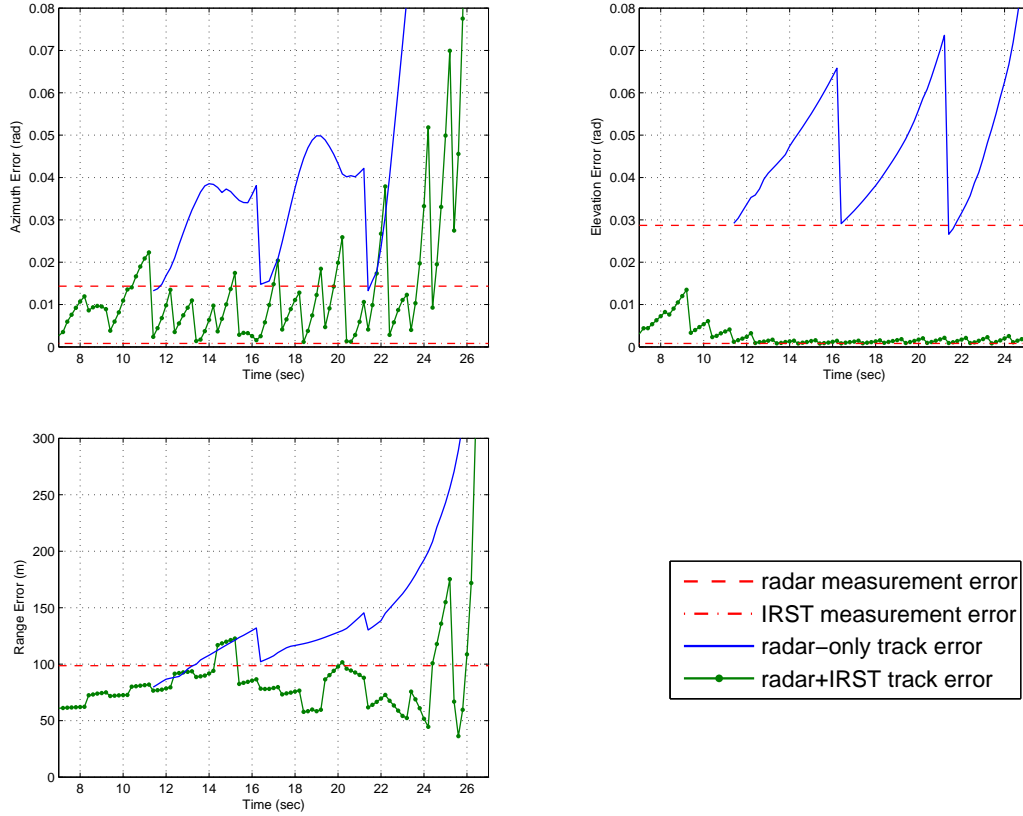 0.08
0.07
0.06
0.05
0.04
0.03
0.02
0.01
0
Azimuth Error (rad)
8 10 12 14 16 18 20 22 24 26
Time (sec)
0.08
0.07
0.06
0.05
0.04
0.03
0.02
0.01
0
Elevation Error (rad)
8 10 12 14 16 18 20 22 24
Time (sec)
300
250
200
150
100
50
0
Range Error (m)
8 10 12 14 16 18 20 22 24 26
Time (sec)
radar measurement error
IRST measurement error
radar−only track error
radar+IRST track error